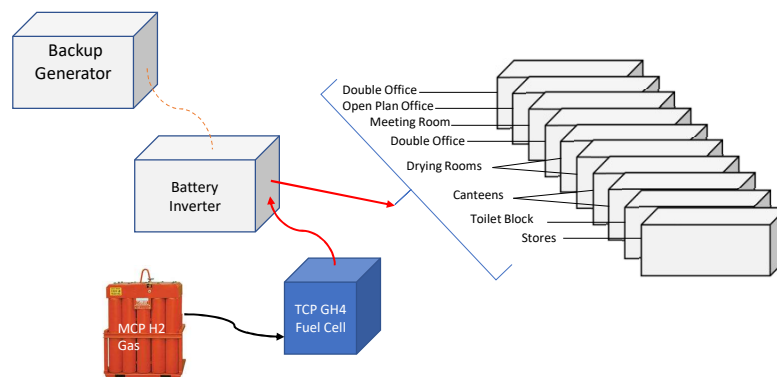 Backup
Generator
Double Office
Open Plan Office
Meeting Room
Double Office
Drying Rooms
Battery
Inverter
Canteens
Toilet Block
Stores
TCP GH4
Fuel Cell
MCP H2
Gas